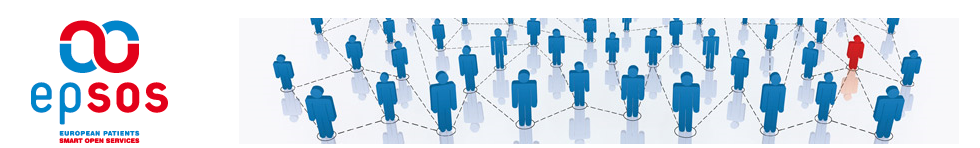 epsos
EUROPEAN PATIENTS
SMART OPEN SERVICES